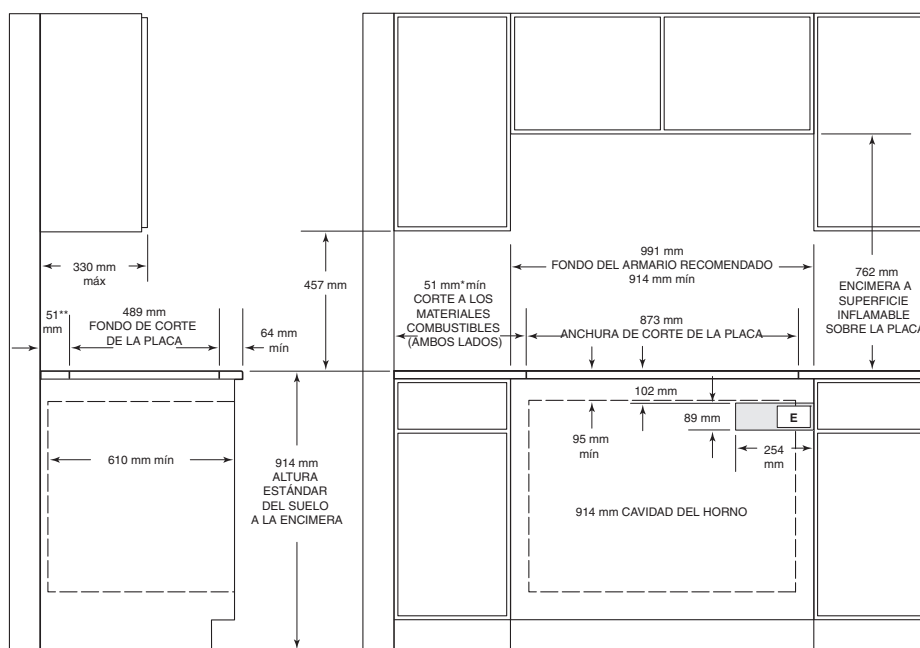 330 mm
máx
51**
mm
489 mm
FONDO DE CORTE
DE LA PLACA
64 mm
mín
610 mm mín
457 mm
914 mm
ALTURA
ESTÁNDAR
DEL SUELO
A LA ENCIMERA
51 mm*mín
CORTE A LOS
MATERIALES
COMBUSTIBLES
(AMBOS LADOS)
991 mm
FONDO DEL ARMARIO RECOMENDADO
914 mm mín
873 mm
ANCHURA DE CORTE DE LA PLACA
762 mm
ENCIMERA A
SUPERFICIE
INFLAMABLE
SOBRE LA PLACA
102 mm
89 mm
E
95 mm
mín
254
mm
914 mm CAVIDAD DEL HORNO